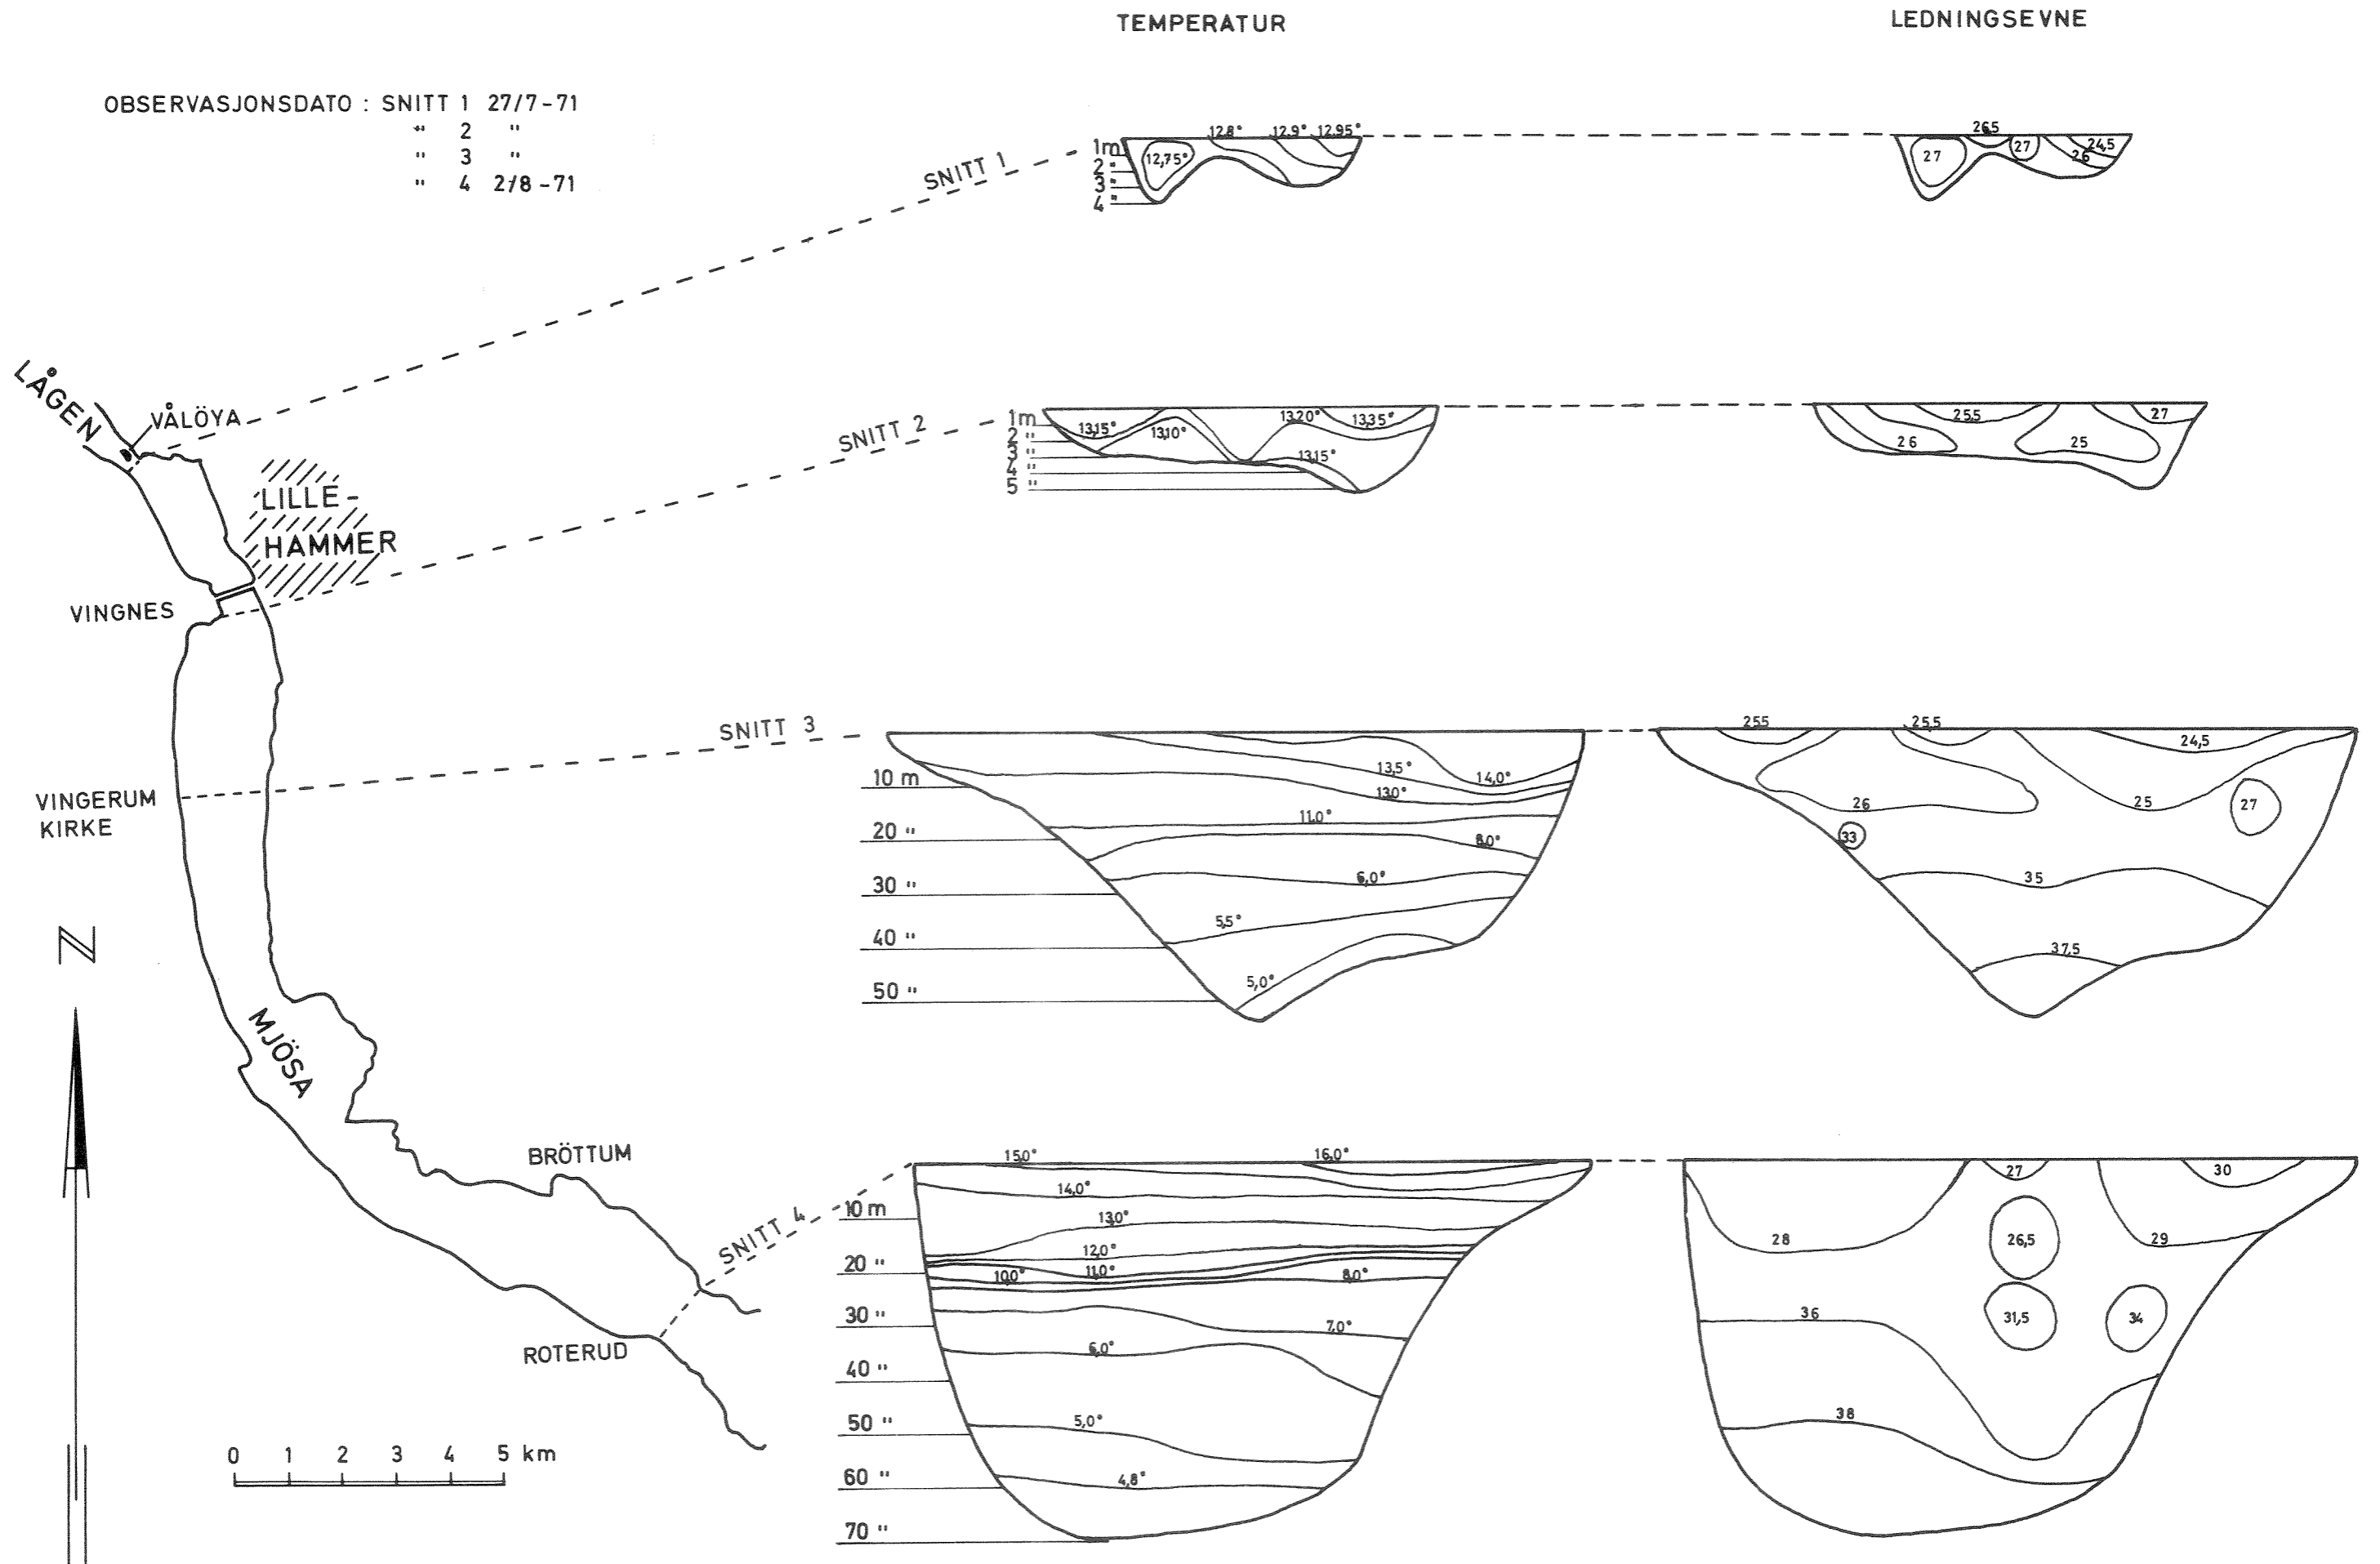 TEMPERATUR
LEDNINGSEVNE
OBSERVASJONSDATO : SNITT 1 27/7-71
" 2 "
" 3 "
" 4 2/8-71
SNITT 1
1m
2 "
3 "
4 "
12,8° 12,9° 12,95°
12,75°
26,5
27 27 26 24,5
LÅGEN
VÅLÖYA
LILLE-
HAMMER
VINGNES
SNITT 2
1m
2 "
3 "
4 "
5 "
13,15° 13,10° 13,20° 13,35°
13,15°
25,5 27
26 25
SNITT 3
VINGERUM
KIRKE
10 m
20 "
30 "
40 "
50 "
13,5° 14,0°
13,0°
11,0°
8,0°
6,0°
5,5°
5,0°
25,5 25,5
24,5
26 25 27
33
35
37,5
N
MJÖSA
BRÖTTUM
ROTERUD
SNITT 4
10 m
20 "
30 "
40 "
50 "
60 "
70 "
15,0° 16,0°
14,0°
13,0°
12,0°
10,0° 11,0° 8,0°
7,0°
6,0°
5,0°
4,8°
27 30
28 26,5 29
36 31,5 34
38
0 1 2 3 4 5 km